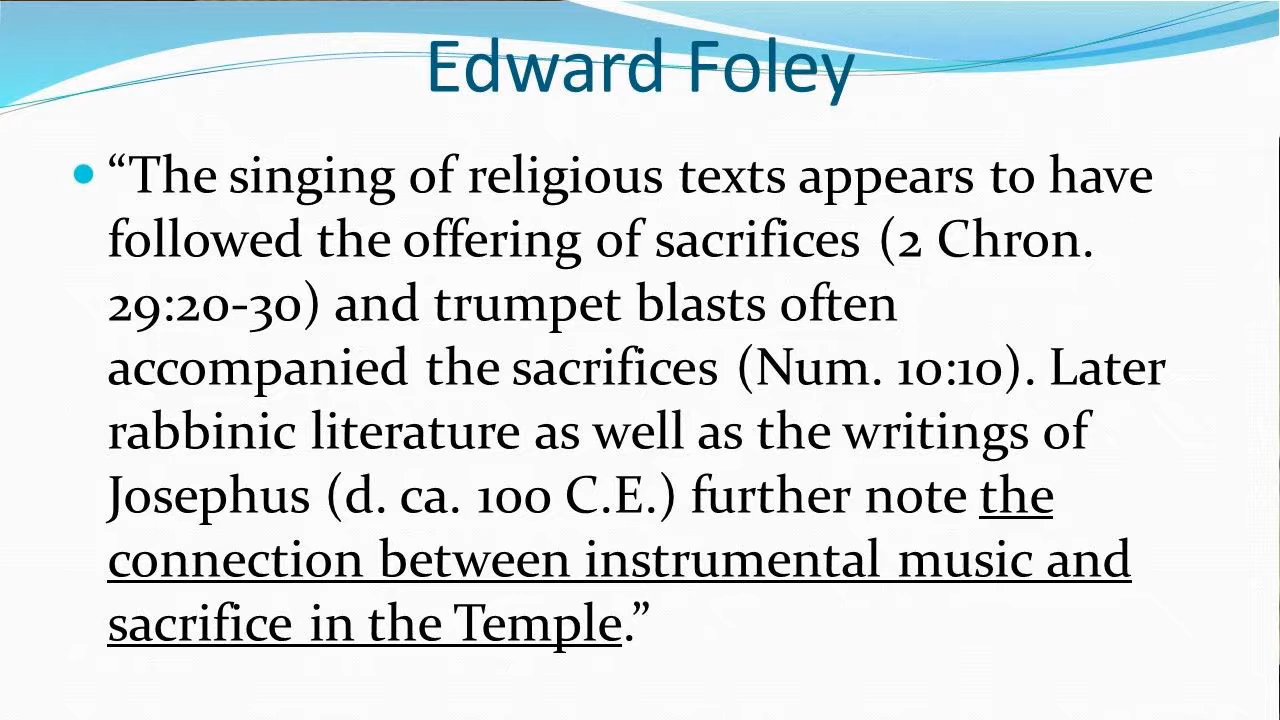 Edward Foley
• “The singing of religious texts appears to have
followed the offering of sacrifices (2 Chron.
29:20-30) and trumpet blasts often
accompanied the sacrifices (Num. 10:10). Later
rabbinic literature as well as the writings of
Josephus (d. ca. 100 C.E.) further note the
connection between instrumental music and
sacrifice in the Temple.”